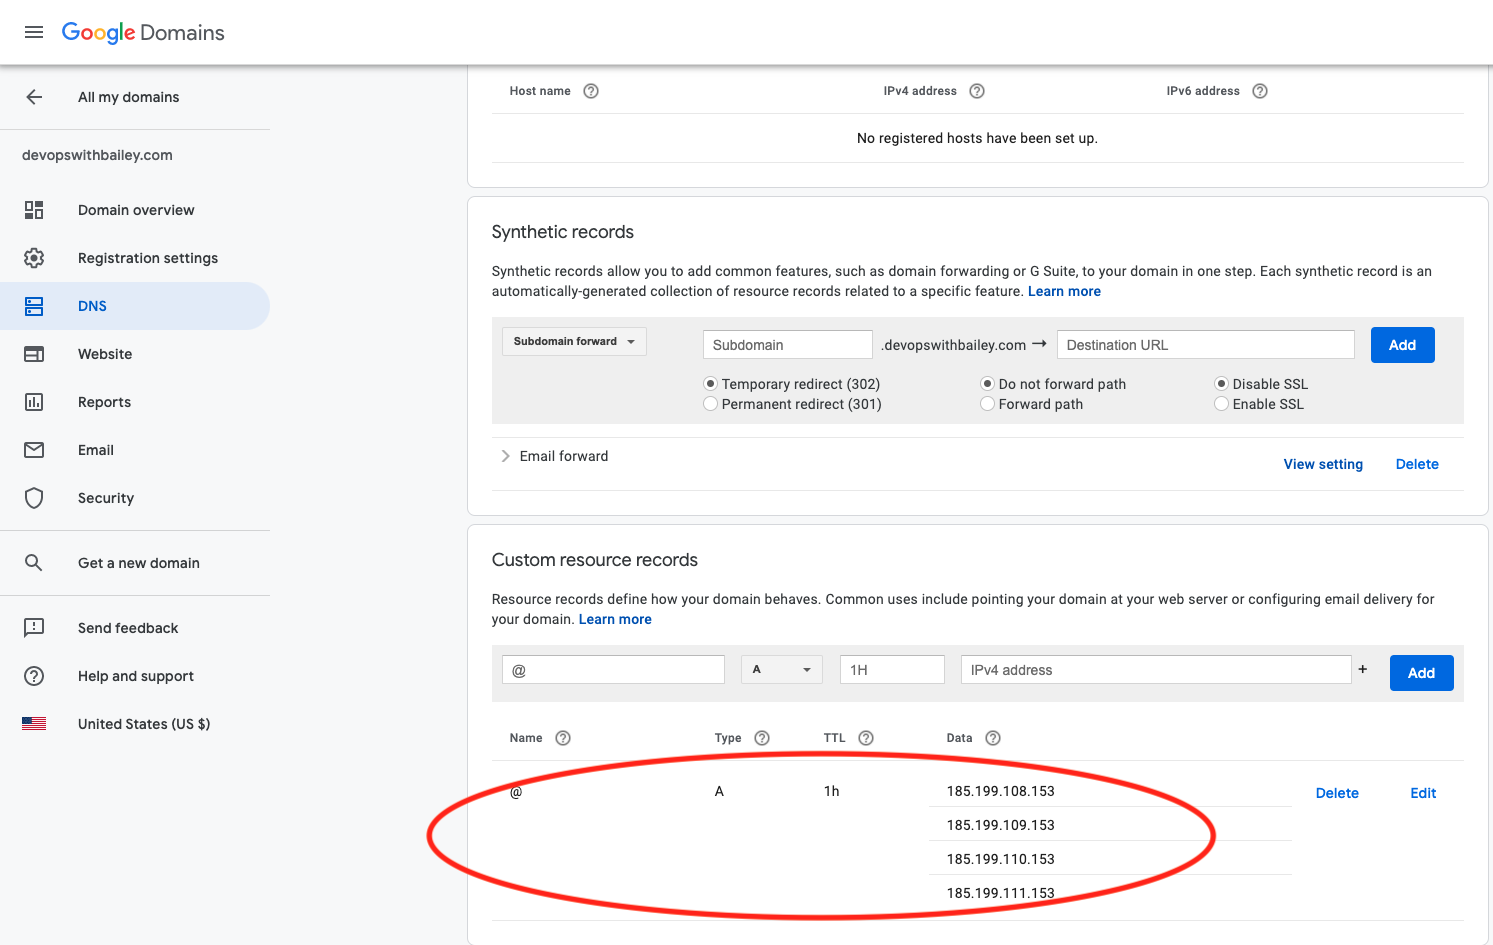 Google Domains
All my domains
devopswithbailey.com
Domain overview
Registration settings
DNS
Website
Reports
Email
Security
Get a new domain
Send feedback
Help and support
United States (US $)
Host name ? IPv4 address ? IPv6 address ?
No registered hosts have been set up.
Synthetic records
Synthetic records allow you to add common features, such as domain forwarding or G Suite, to your domain in one step. Each synthetic record is an
automatically-generated collection of resource records related to a specific feature. Learn more
Subdomain forward Subdomain .devopswithbailey.com → Destination URL Add
Temporary redirect (302) Do not forward path Disable SSL
Permanent redirect (301) Forward path Enable SSL
Email forward View setting Delete
Custom resource records
Resource records define how your domain behaves. Common uses include pointing your domain at your web server or configuring email delivery for
your domain. Learn more
@ A 1H IPv4 address + Add
Name ? Type ? TTL ? Data ?
@ A 1h 185.199.108.153 Delete Edit
185.199.109.153
185.199.110.153
185.199.111.153